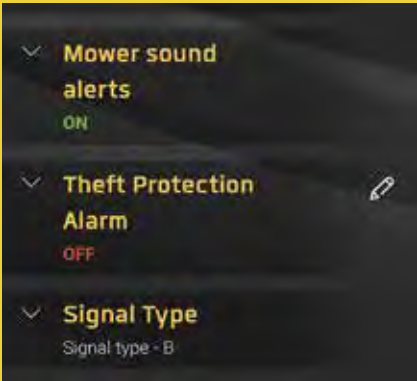 Mower sound
alerts
ON
Theft Protection
Alarm
OFF
Signal Type
Signal type - B